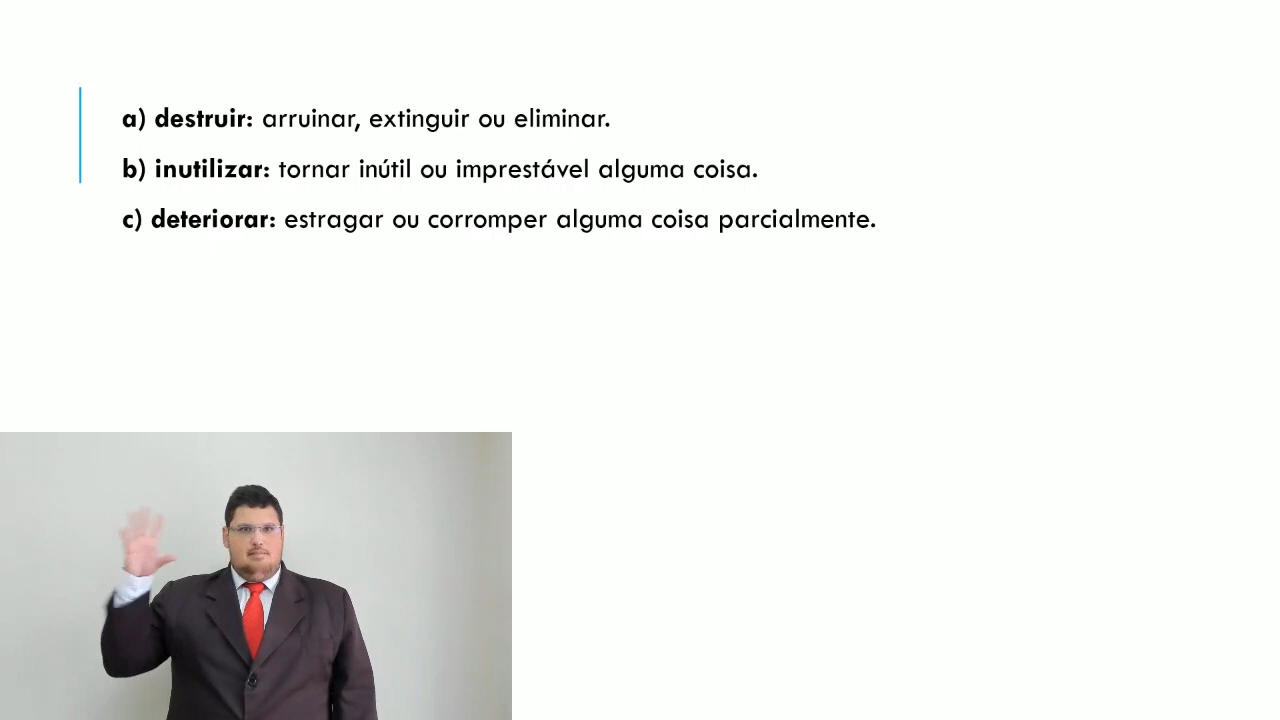 a) destruir: arruinar, extinguir ou eliminar.
b) inutilizar: tornar inútil ou imprestável alguma coisa.
c) deteriorar: estragar ou corromper alguma coisa parcialmente.